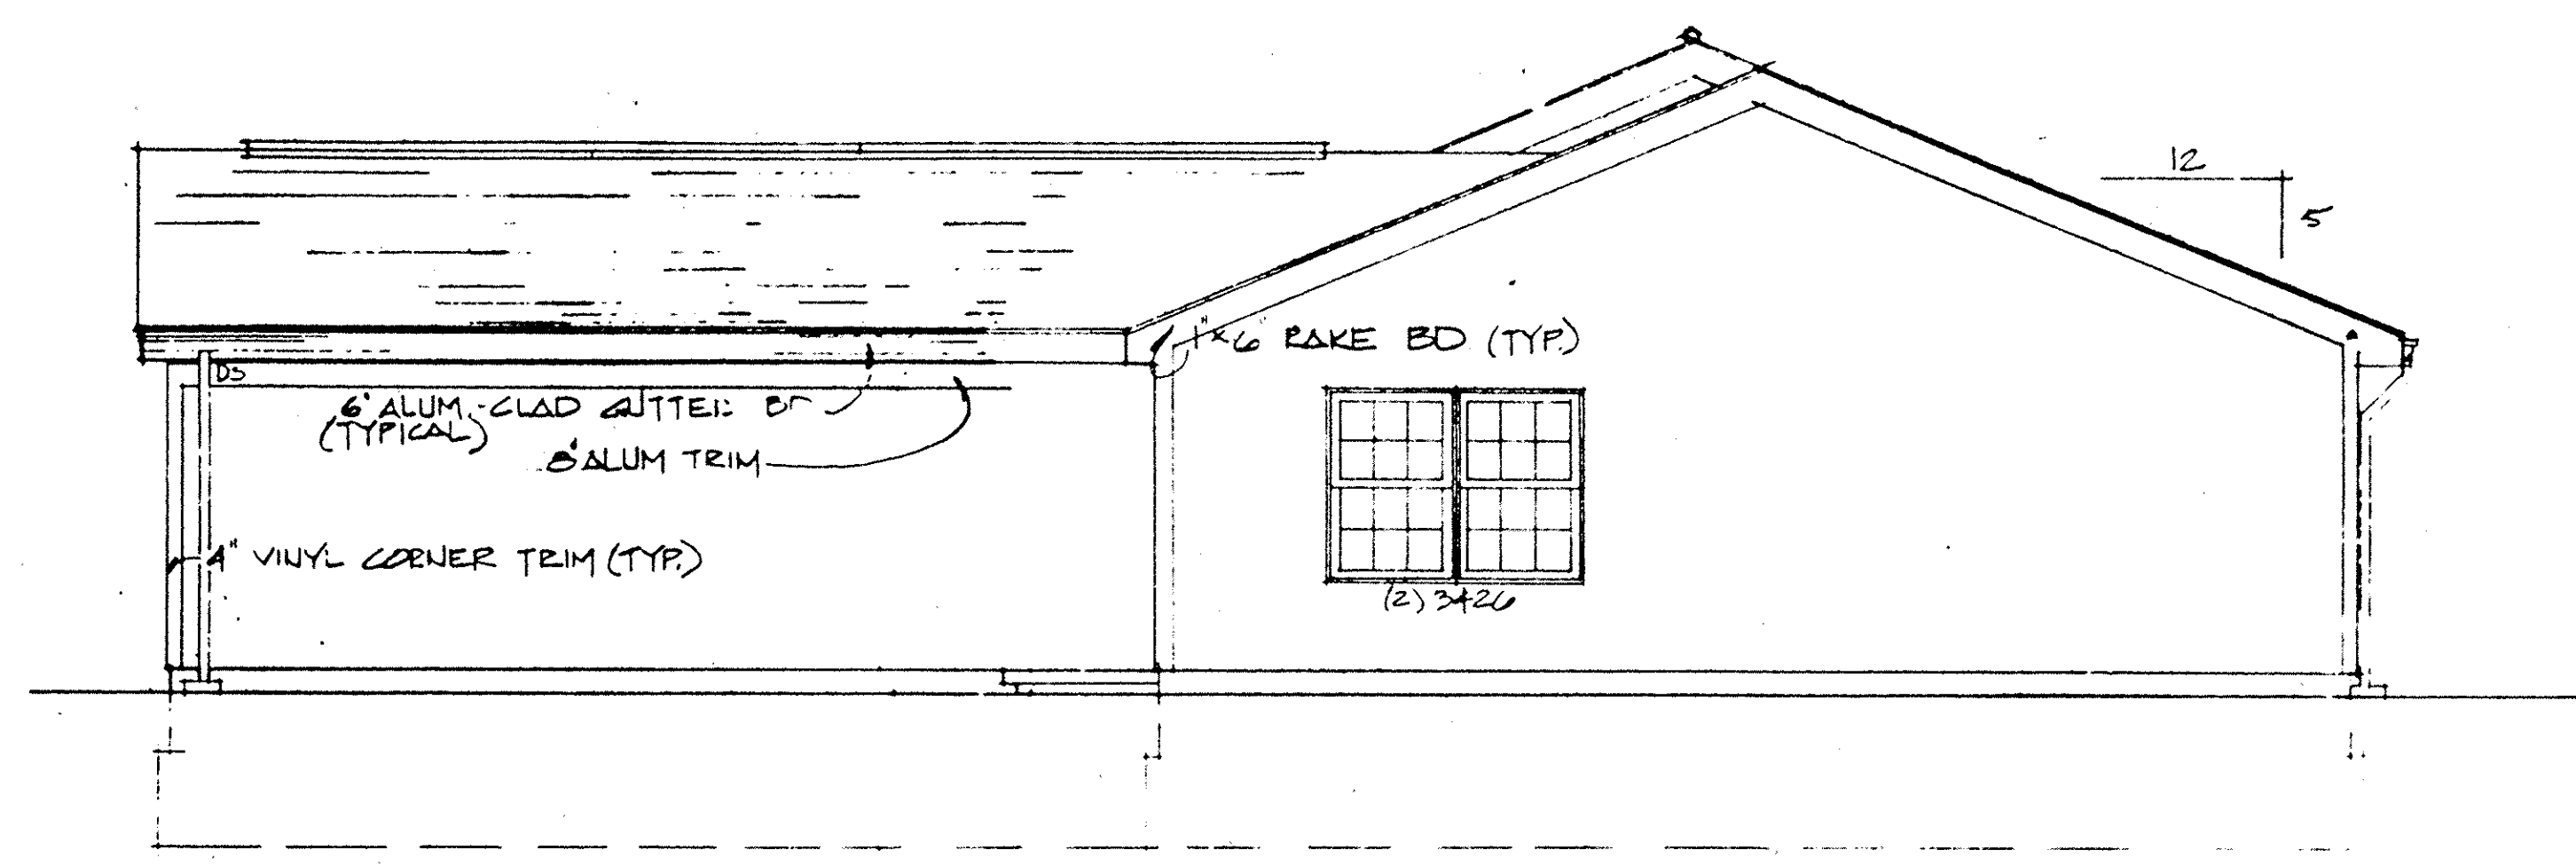 12
5
1"x6" RAKE BD (TYP.)
DS
6" ALUM.-CLAD GUTTER
(TYPICAL)
8" ALUM TRIM
4" VINYL CORNER TRIM (TYP.)
(2) 3426